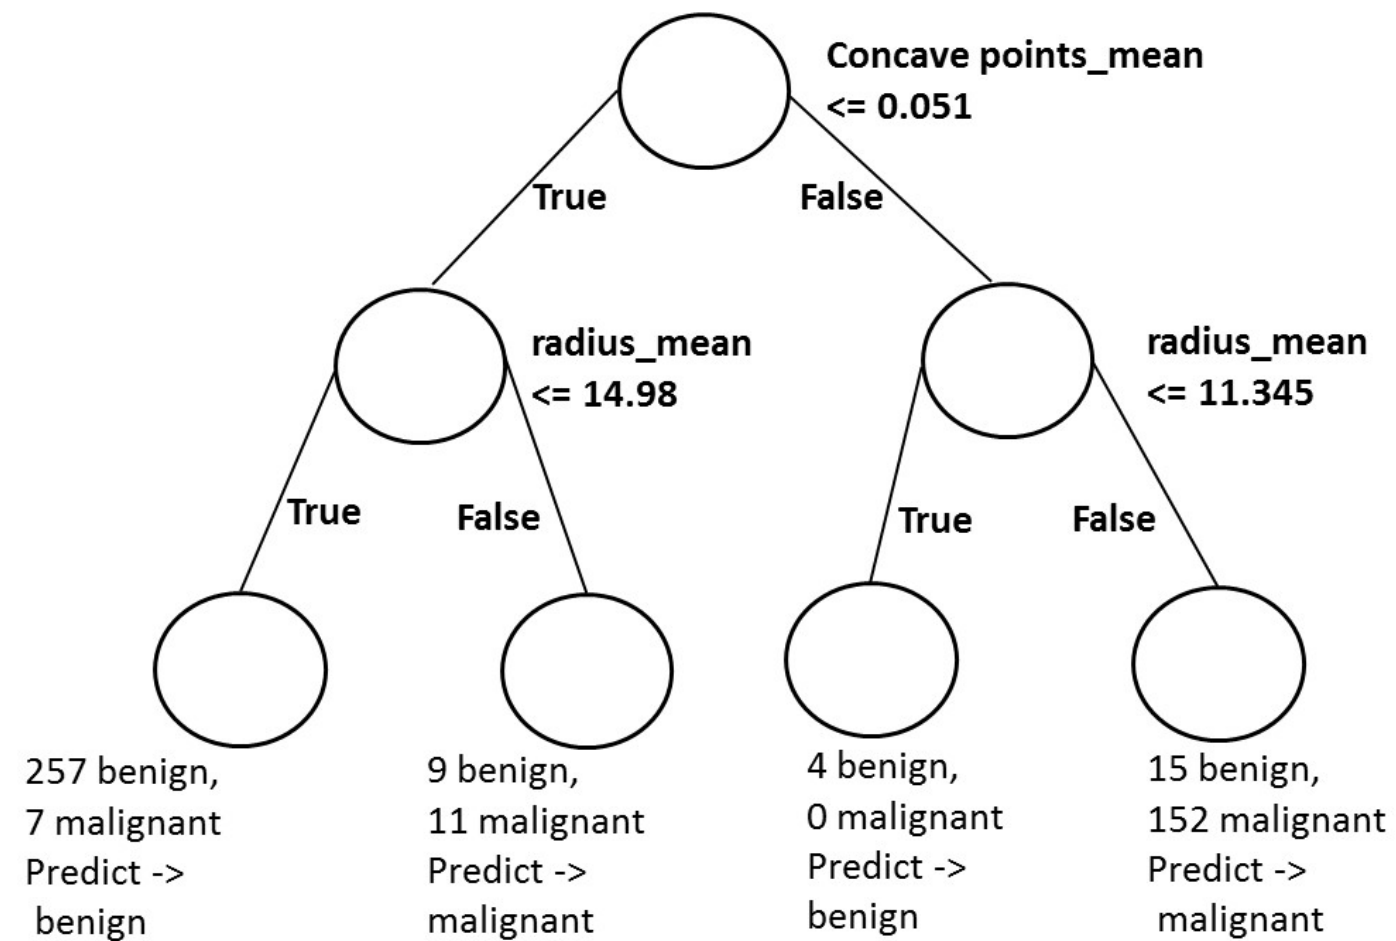 Concave points_mean
<= 0.051
True
False
radius_mean
<= 14.98
radius_mean
<= 11.345
True
False
True
False
257 benign,
7 malignant
Predict ->
benign
9 benign,
11 malignant
Predict ->
malignant
4 benign,
0 malignant
Predict ->
benign
15 benign,
152 malignant
Predict ->
malignant